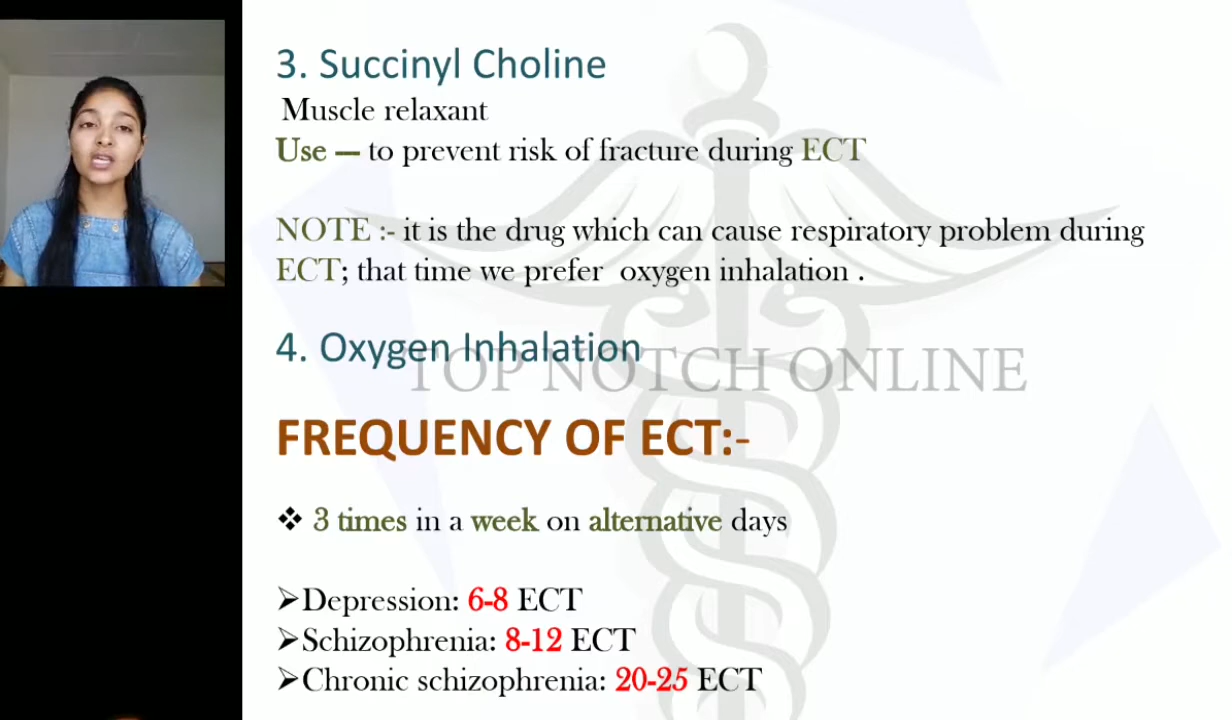 3. Succinyl Choline
Muscle relaxant
Use — to prevent risk of fracture during ECT
NOTE :- it is the drug which can cause respiratory problem during
ECT; that time we prefer oxygen inhalation .
4. Oxygen Inhalation
TOP NOTCH ONLINE
FREQUENCY OF ECT:-
❖ 3 times in a week on alternative days
➢Depression: 6-8 ECT
➢Schizophrenia: 8-12 ECT
➢Chronic schizophrenia: 20-25 ECT